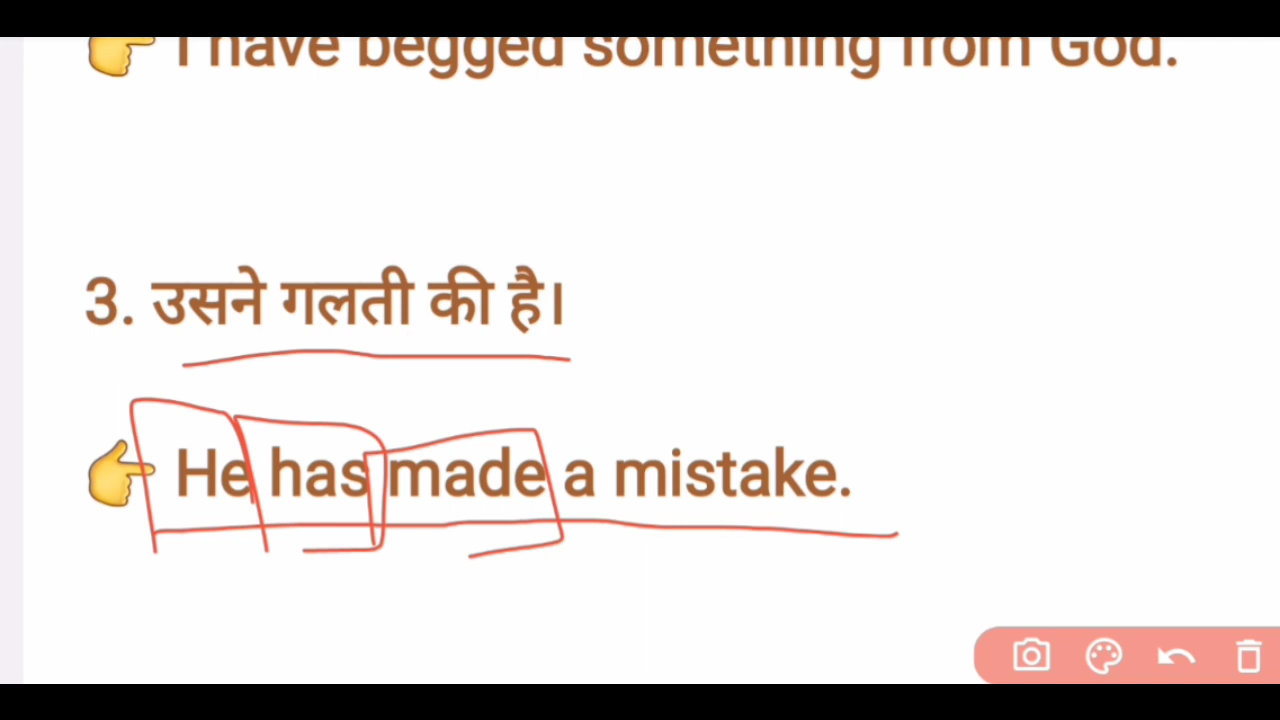 👉 I have begged something from God.
3. उसने गलती की है।
👉 He has made a mistake.